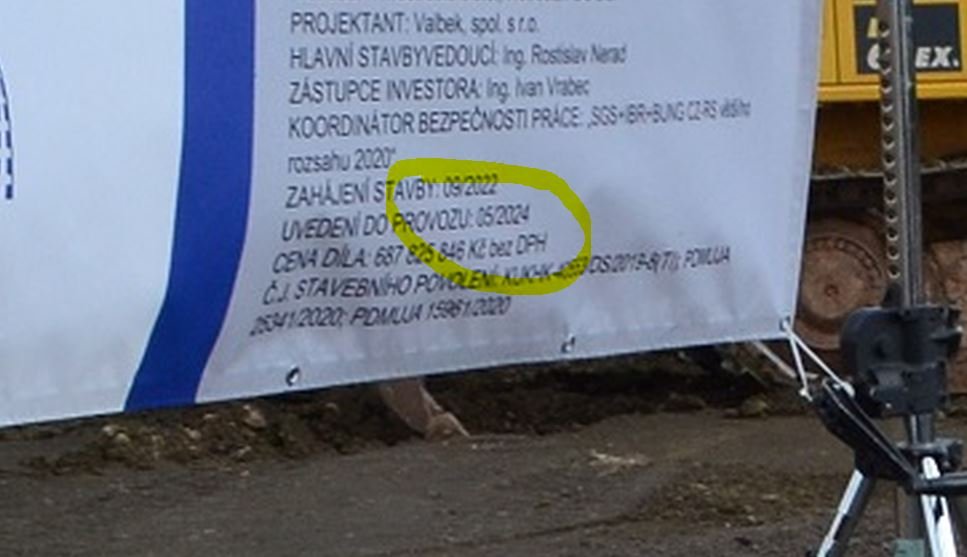 PROJEKTANT: Valbek, spol. s r.o.
HLAVNÍ STAVBYVEDOUCÍ: Ing. Rostislav Nerad
ZÁSTUPCE INVESTORA: Ing. Ivan Vrabec
KOORDINÁTOR BEZPEČNOSTI PRÁCE: „SGS+IBR+BUNG CZ-RS většího
rozsahu 2020“
ZAHÁJENÍ STAVBY: 09/2022
UVEDENÍ DO PROVOZU: 05/2024
CENA DÍLA: 687 825 846 Kč bez DPH
Č.J. STAVEBNÍHO POVOLENÍ: KUKHK-4053/DS/2019-8(TI); PDMUJA
25341/2020; PDMUJA 15961/2020